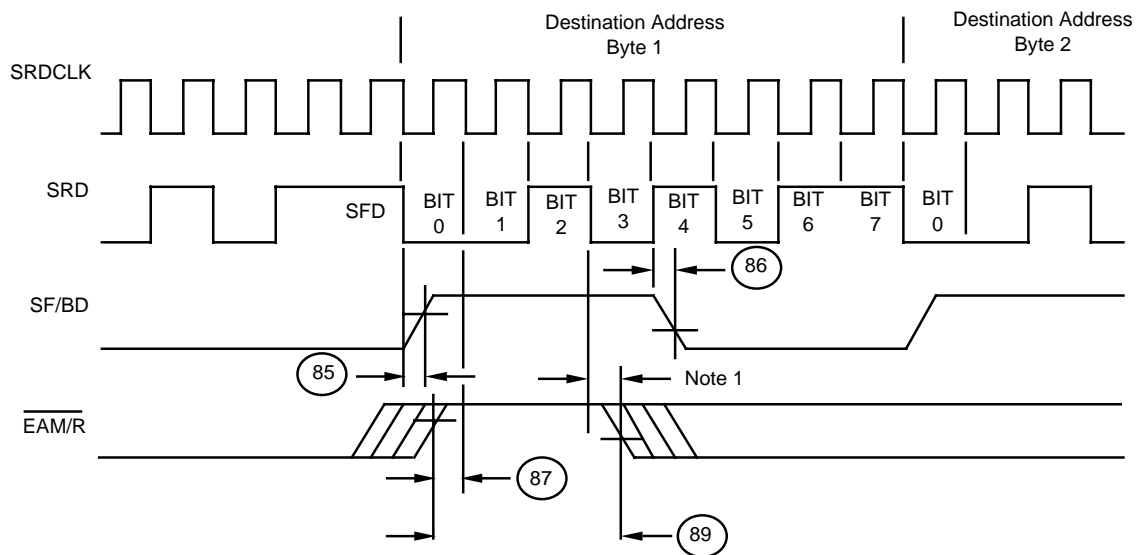 Destination Address
Byte 1
Destination Address
Byte 2
SRDCLK
SRD
SFD
BIT
0
BIT
1
BIT
2
BIT
3
BIT
4
BIT
5
BIT
6
BIT
7
BIT
0
86
SF/BD
85
Note 1
EAM/R
87
89